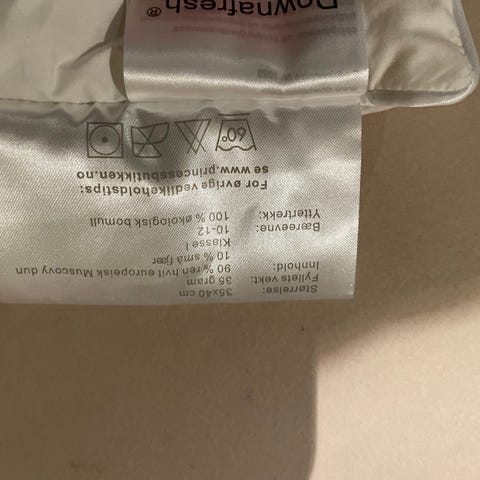 Størrelse: 35x40 cm
Fyllets vekt: 35 gram
Innhold: 90 % ren hvit europeisk Muscovy dun
10 % små fjær
Klasse I
Bæreevne: 10-12
Yttertrekk: 100 % økologisk bomull
For øvrige vedlikeholdstips:
se www.princessbutikken.no
60°
Downafresh®